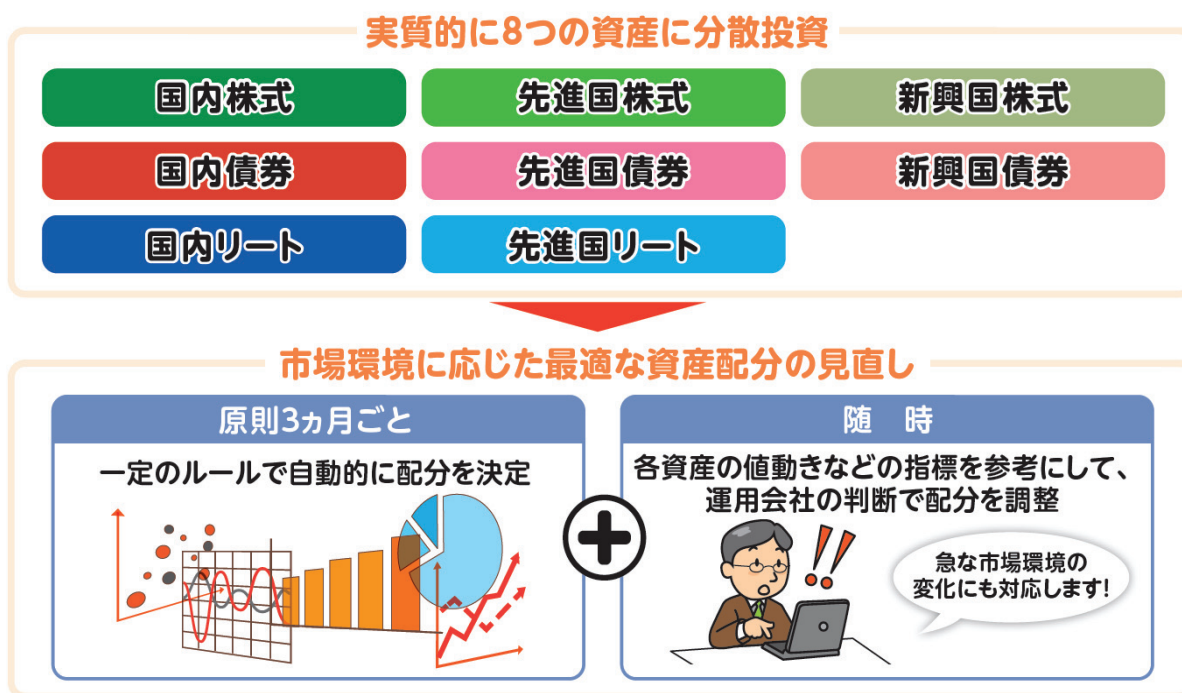 実質的に8つの資産に分散投資
国内株式
先進国株式
新興国株式
国内債券
先進国債券
新興国債券
国内リート
先進国リート
市場環境に応じた最適な資産配分の見直し
原則3ヵ月ごと
一定のルールで自動的に配分を決定
随　時
各資産の値動きなどの指標を参考にして、
運用会社の判断で配分を調整
急な市場環境の
変化にも対応します!